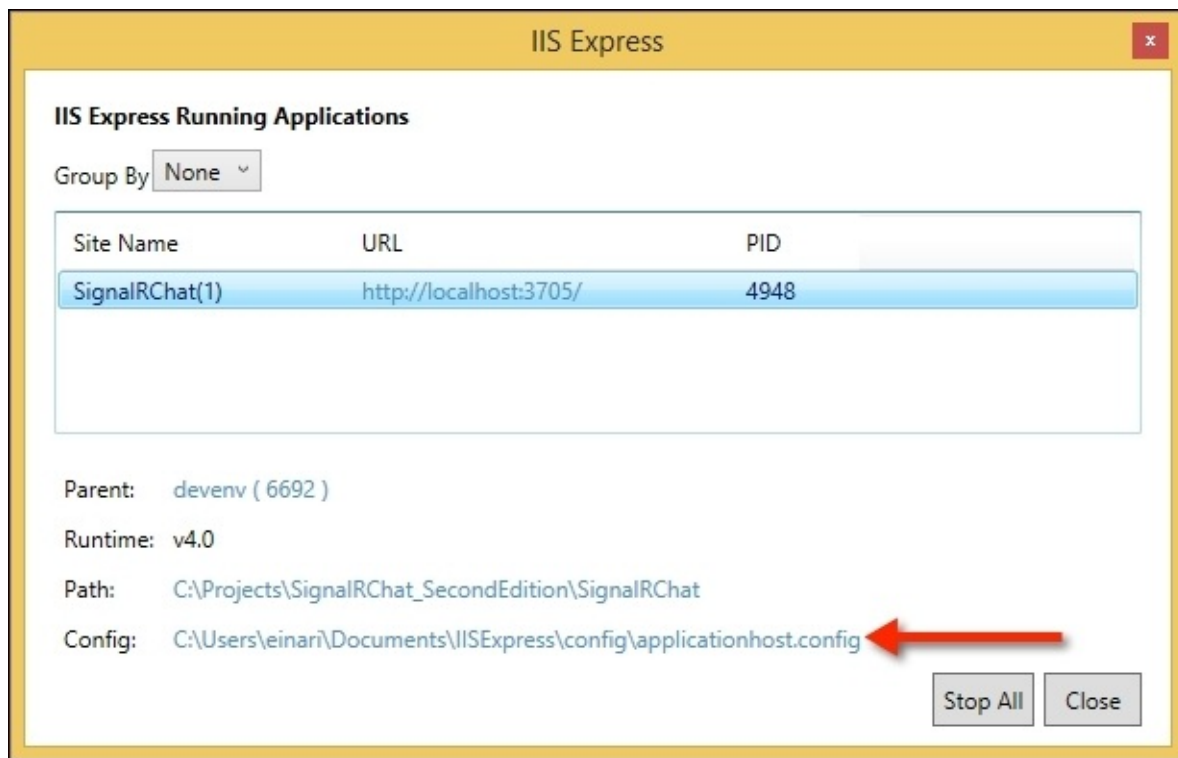 IIS Express
x
IIS Express Running Applications
Group By None
Site Name URL PID
SignalRChat(1) http://localhost:3705/ 4948
Parent: devenv ( 6692 )
Runtime: v4.0
Path: C:\Projects\SignalRChat_SecondEdition\SignalRChat
Config: C:\Users\einari\Documents\IISExpress\config\applicationhost.config
Stop All Close